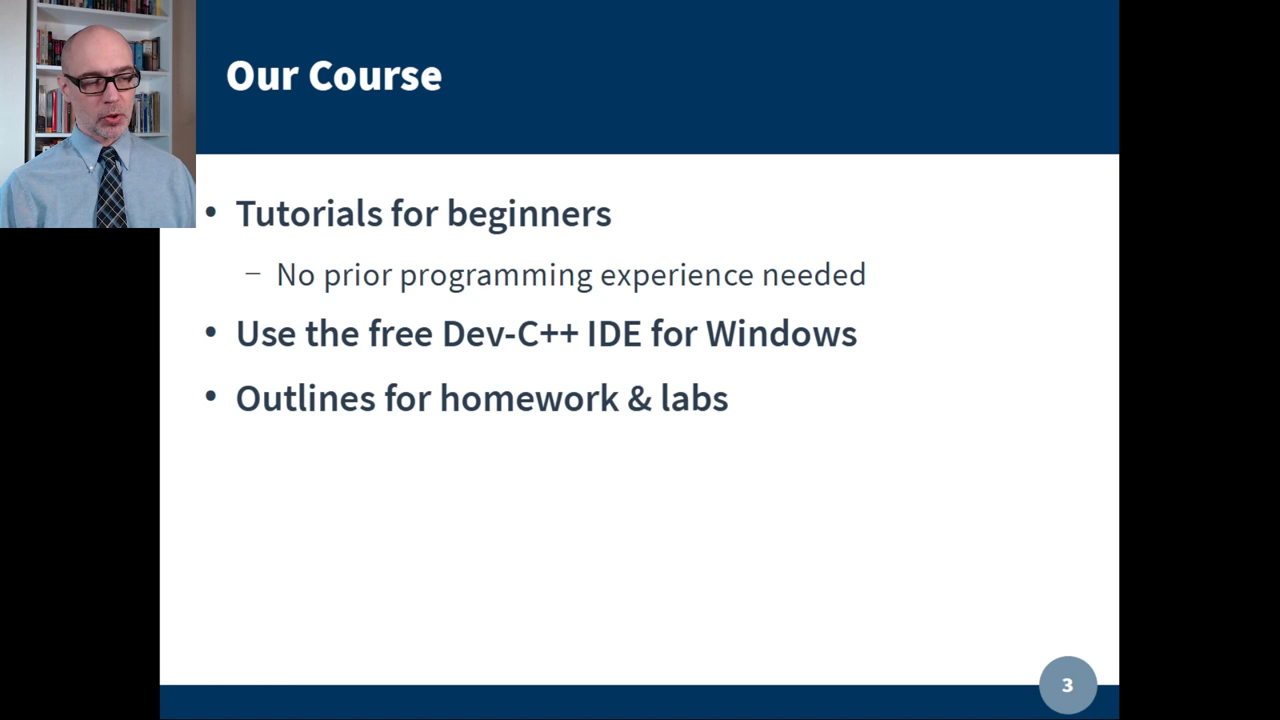 Our Course
• Tutorials for beginners
– No prior programming experience needed
• Use the free Dev-C++ IDE for Windows
• Outlines for homework & labs
3